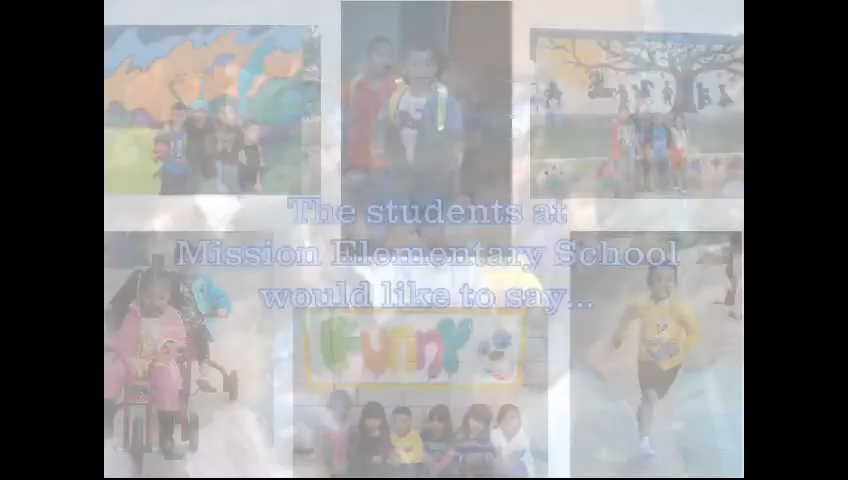 The students at
Mission Elementary School
would like to say...
Funny